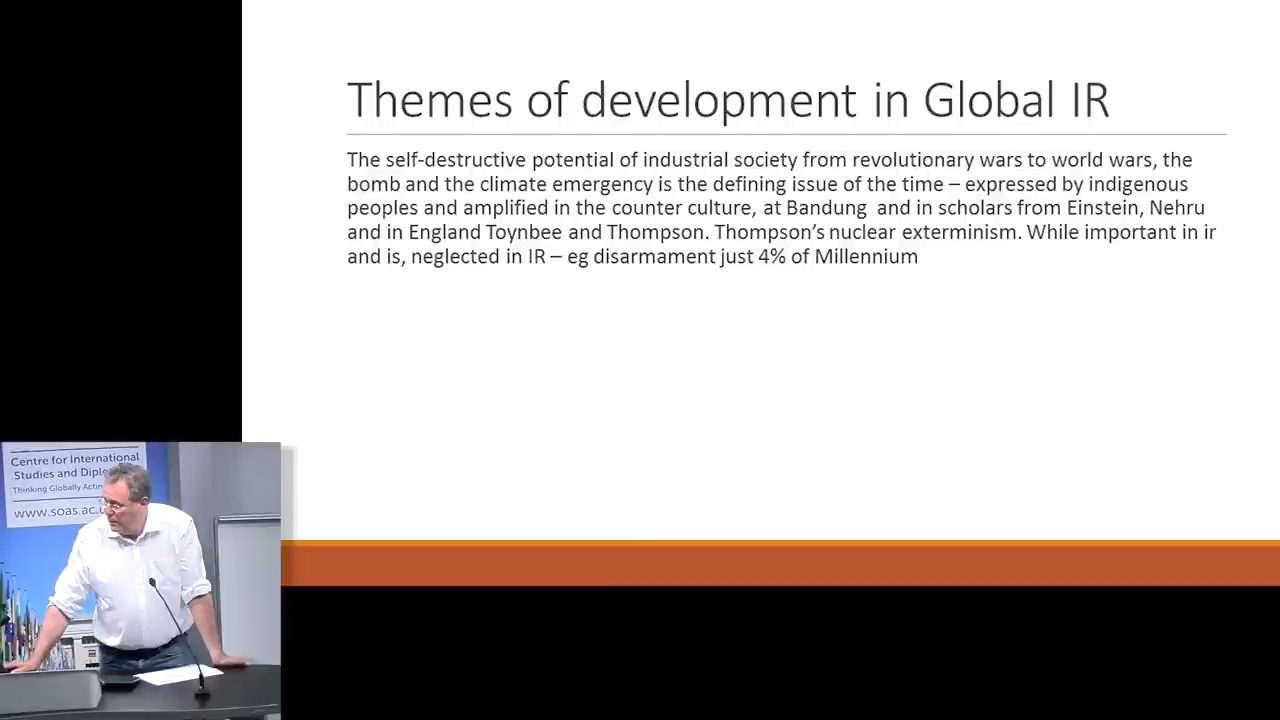 Themes of development in Global IR
The self-destructive potential of industrial society from revolutionary wars to world wars, the
bomb and the climate emergency is the defining issue of the time – expressed by indigenous
peoples and amplified in the counter culture, at Bandung  and in scholars from Einstein, Nehru
and in England Toynbee and Thompson. Thompson's nuclear exterminism. While important in ir
and is, neglected in IR – eg disarmament just 4% of Millennium
Centre for International
Studies and
Thinking Globally
www.soas.ac.